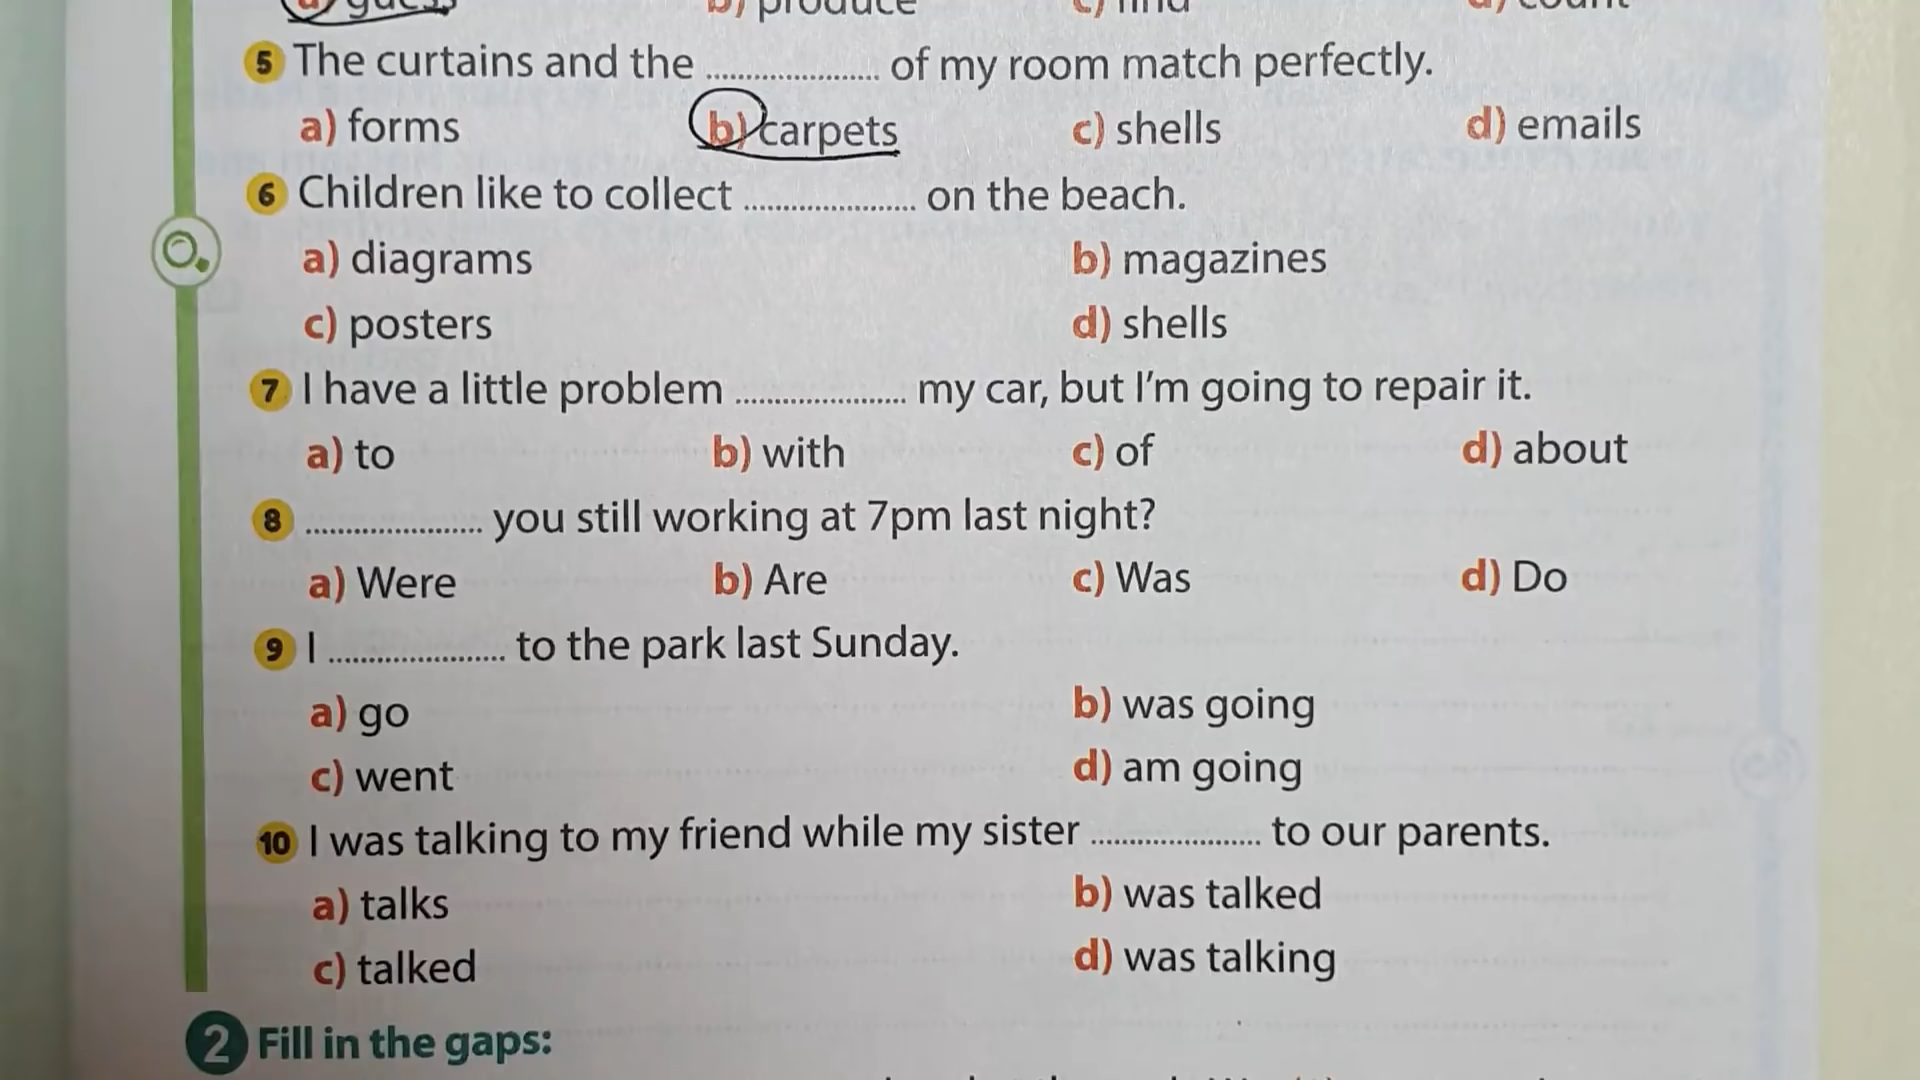 a) guess b) produce c) find d) count
5 The curtains and the .................... of my room match perfectly.
a) forms b) carpets c) shells d) emails
6 Children like to collect .................... on the beach.
a) diagrams b) magazines
c) posters d) shells
7 I have a little problem .................... my car, but I'm going to repair it.
a) to b) with c) of d) about
8 .................... you still working at 7pm last night?
a) Were b) Are c) Was d) Do
9 I .................... to the park last Sunday.
a) go b) was going
c) went d) am going
10 I was talking to my friend while my sister .................... to our parents.
a) talks b) was talked
c) talked d) was talking
2 Fill in the gaps: